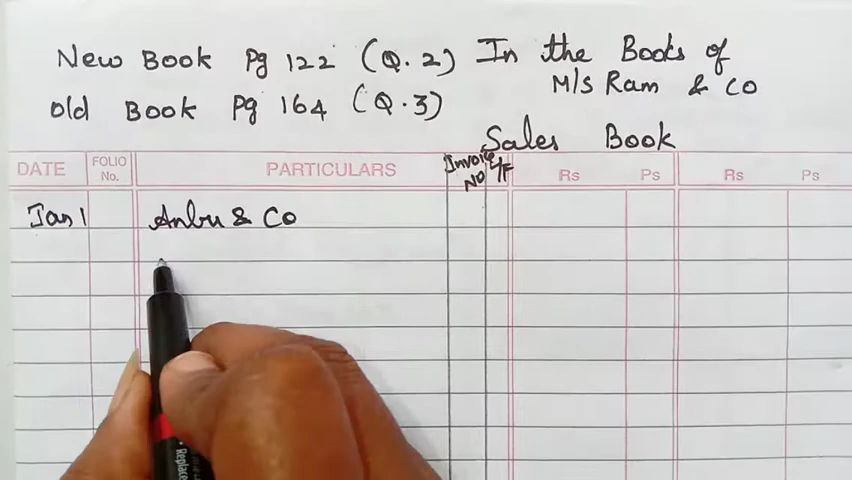 New Book Pg 122 (Q.2) In the Books of
M/S Ram & Co
Old Book Pg 164 (Q.3)
Sales Book
DATE FOLIO No. PARTICULARS Invoice No L/F Rs Ps Rs Ps
Jan 1 Anbu & Co
Replace